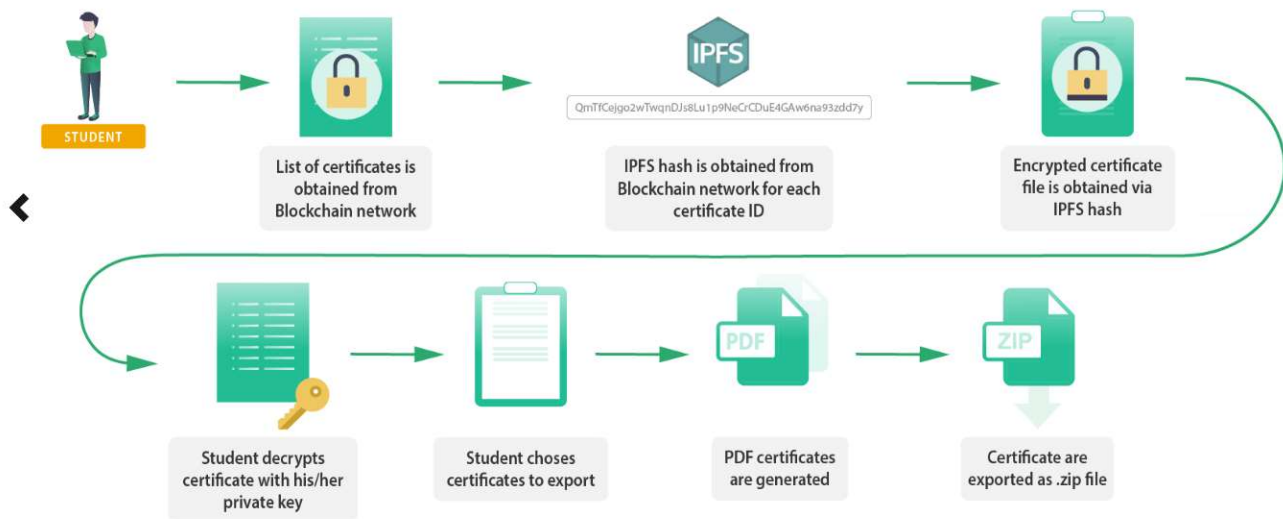 IPFS
QmTfCejgo2wTwqnDJs8Lu1p9NeCrCDuE4GAw6na93zdd7y
STUDENT
List of certificates is
obtained from
Blockchain network
IPFS hash is obtained from
Blockchain network for each
certificate ID
Encrypted certificate
file is obtained via
IPFS hash
PDF
ZIP
Student decrypts
certificate with his/her
private key
Student choses
certificates to export
PDF certificates
are generated
Certificate are
exported as .zip file